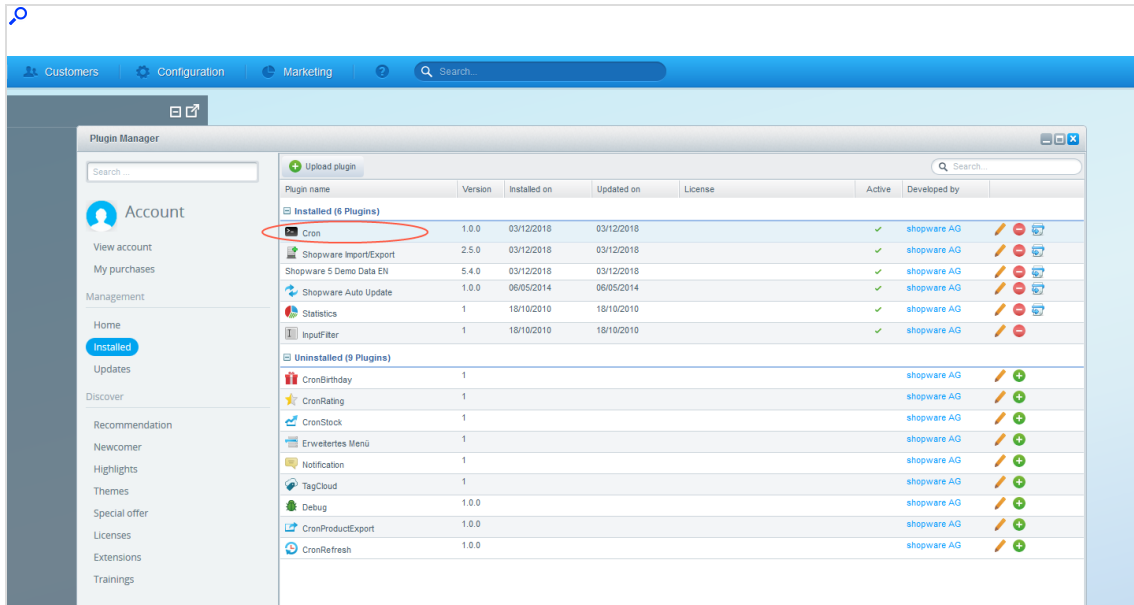 Customers Configuration Marketing ? Search...
Plugin Manager
Search ...
Account
View account
My purchases
Management
Home
Installed
Updates
Discover
Recommendation
Newcomer
Highlights
Themes
Special offer
Licenses
Extensions
Trainings
Upload plugin Search...
Plugin name Version Installed on Updated on License Active Developed by
Installed (6 Plugins)
Cron 1.0.0 03/12/2018 03/12/2018 shopware AG
Shopware Import/Export 2.5.0 03/12/2018 03/12/2018 shopware AG
Shopware 5 Demo Data EN 5.4.0 03/12/2018 03/12/2018 shopware AG
Shopware Auto Update 1.0.0 06/05/2014 06/05/2014 shopware AG
Statistics 1 18/10/2010 18/10/2010 shopware AG
InputFilter 1 18/10/2010 18/10/2010 shopware AG
Uninstalled (9 Plugins)
CronBirthday 1 shopware AG
CronRating 1 shopware AG
CronStock 1 shopware AG
Erweitertes Menü 1 shopware AG
Notification 1 shopware AG
TagCloud 1 shopware AG
Debug 1.0.0 shopware AG
CronProductExport 1.0.0 shopware AG
CronRefresh 1.0.0 shopware AG